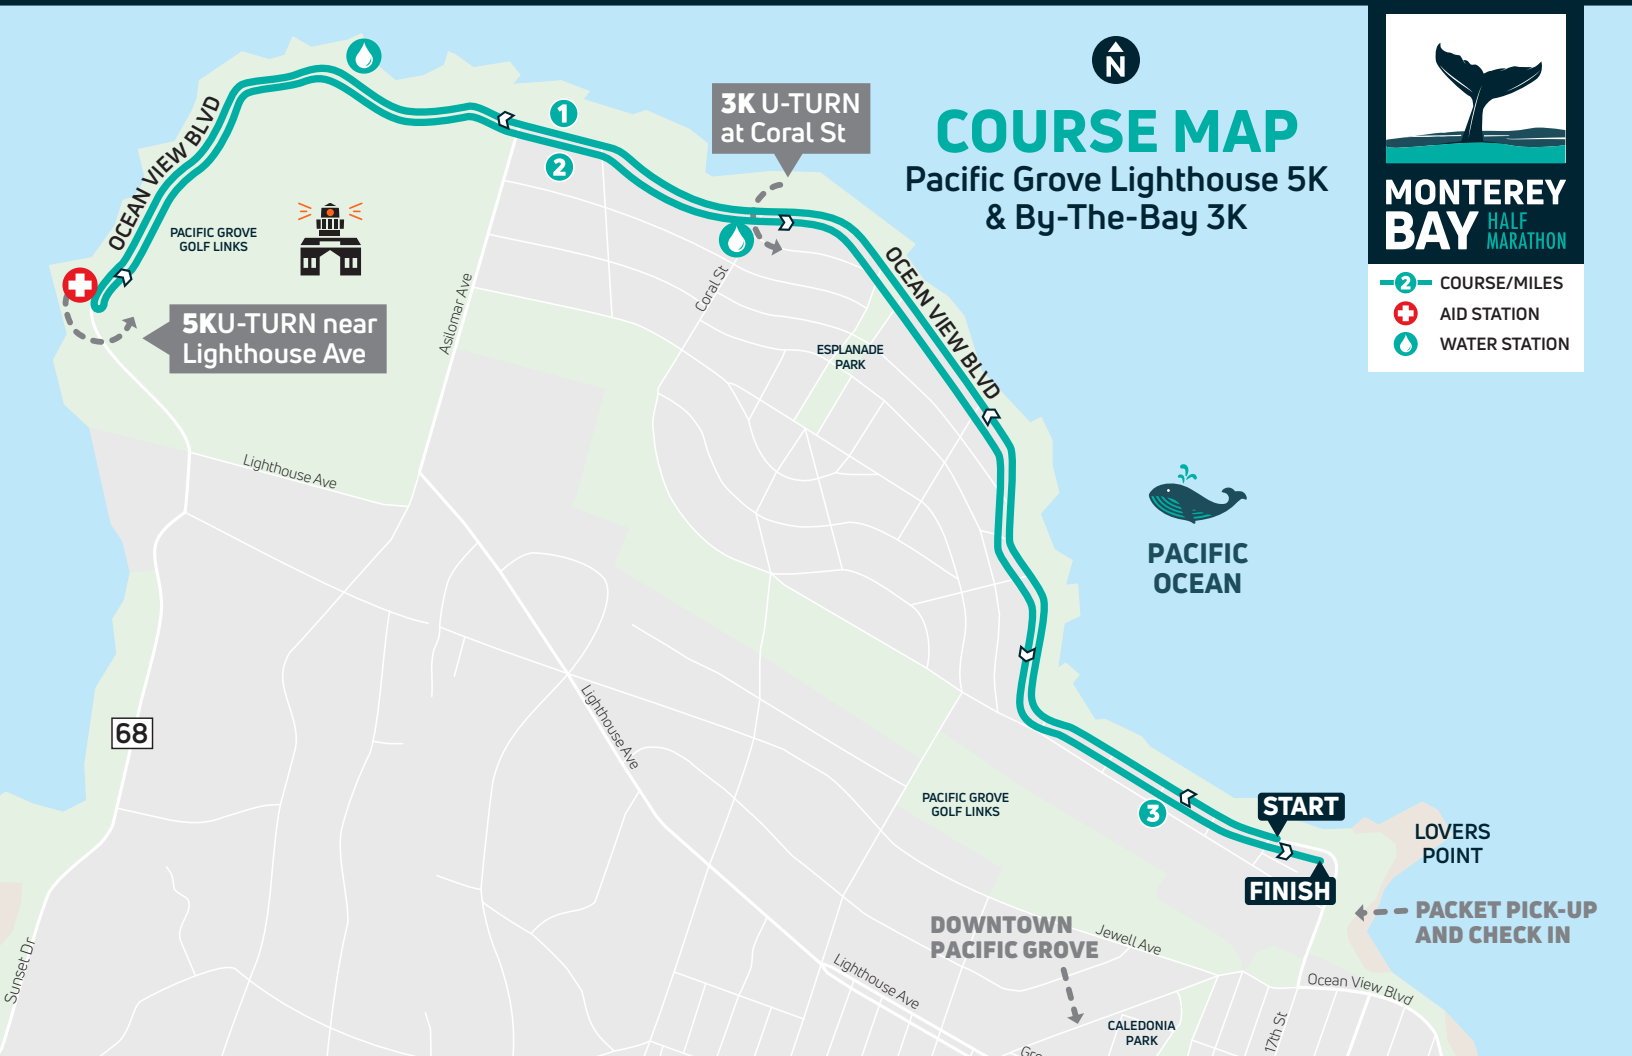 N
COURSE MAP
Pacific Grove Lighthouse 5K
& By-The-Bay 3K
MONTEREY
BAY HALF
MARATHON
2 COURSE/MILES
AID STATION
WATER STATION
3K U-TURN
at Coral St
1
2
OCEAN VIEW BLVD
PACIFIC GROVE
GOLF LINKS
5KU-TURN near
Lighthouse Ave
Asilomar Ave
Coral St
OCEAN VIEW BLVD
ESPLANADE
PARK
Lighthouse Ave
PACIFIC
OCEAN
68
Lighthouse Ave
PACIFIC GROVE
GOLF LINKS
3
START
FINISH
LOVERS
POINT
PACKET PICK-UP
AND CHECK IN
DOWNTOWN
PACIFIC GROVE
Jewell Ave
Sunset Dr
Lighthouse Ave
Ocean View Blvd
CALEDONIA
PARK
17th St